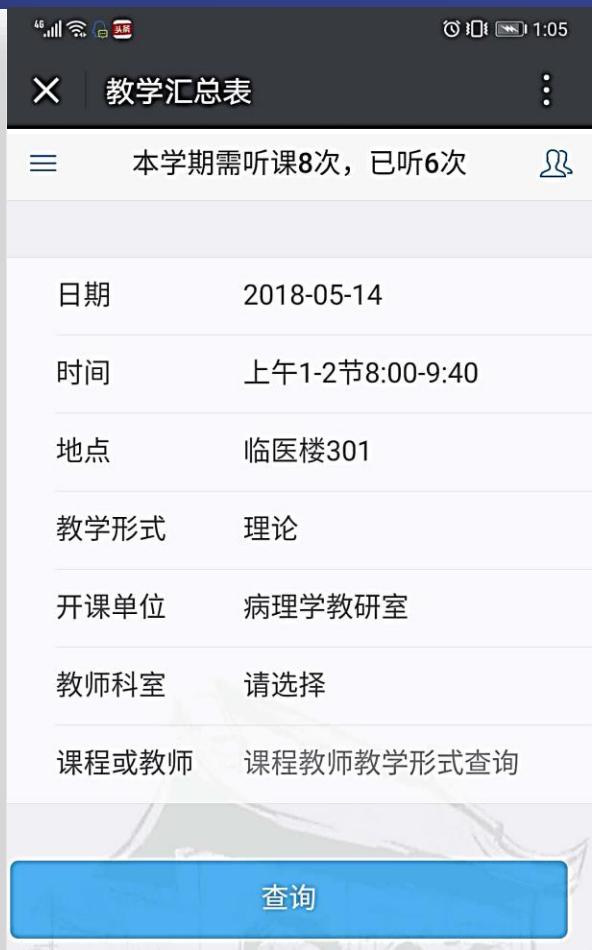 46 头条 1:05
教学汇总表
本学期需听课8次，已听6次
日期 2018-05-14
时间 上午1-2节8:00-9:40
地点 临医楼301
教学形式 理论
开课单位 病理学教研室
教师科室 请选择
课程或教师 课程教师教学形式查询
查询